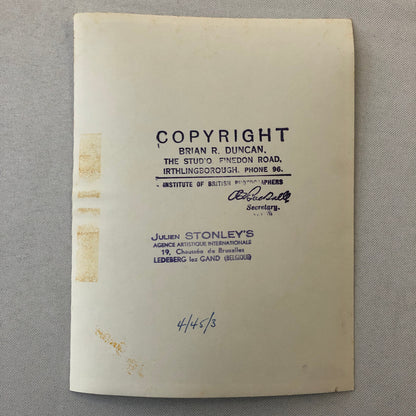 COPYRIGHT
BRIAN R. DUNCAN,
THE STUD'O, FINEDON ROAD,
IRTHLINGBOROUGH. PHONE 96.
INSTITUTE OF BRITISH PHOTOGRAPHERS
Secretary.
JULIEN STONLEY'S
AGENCE ARTISTIQUE INTERNATIONALE
19, Chaussée de Bruxelles
LEDEBERG lez GAND (BELGIQUE)
4/45/3